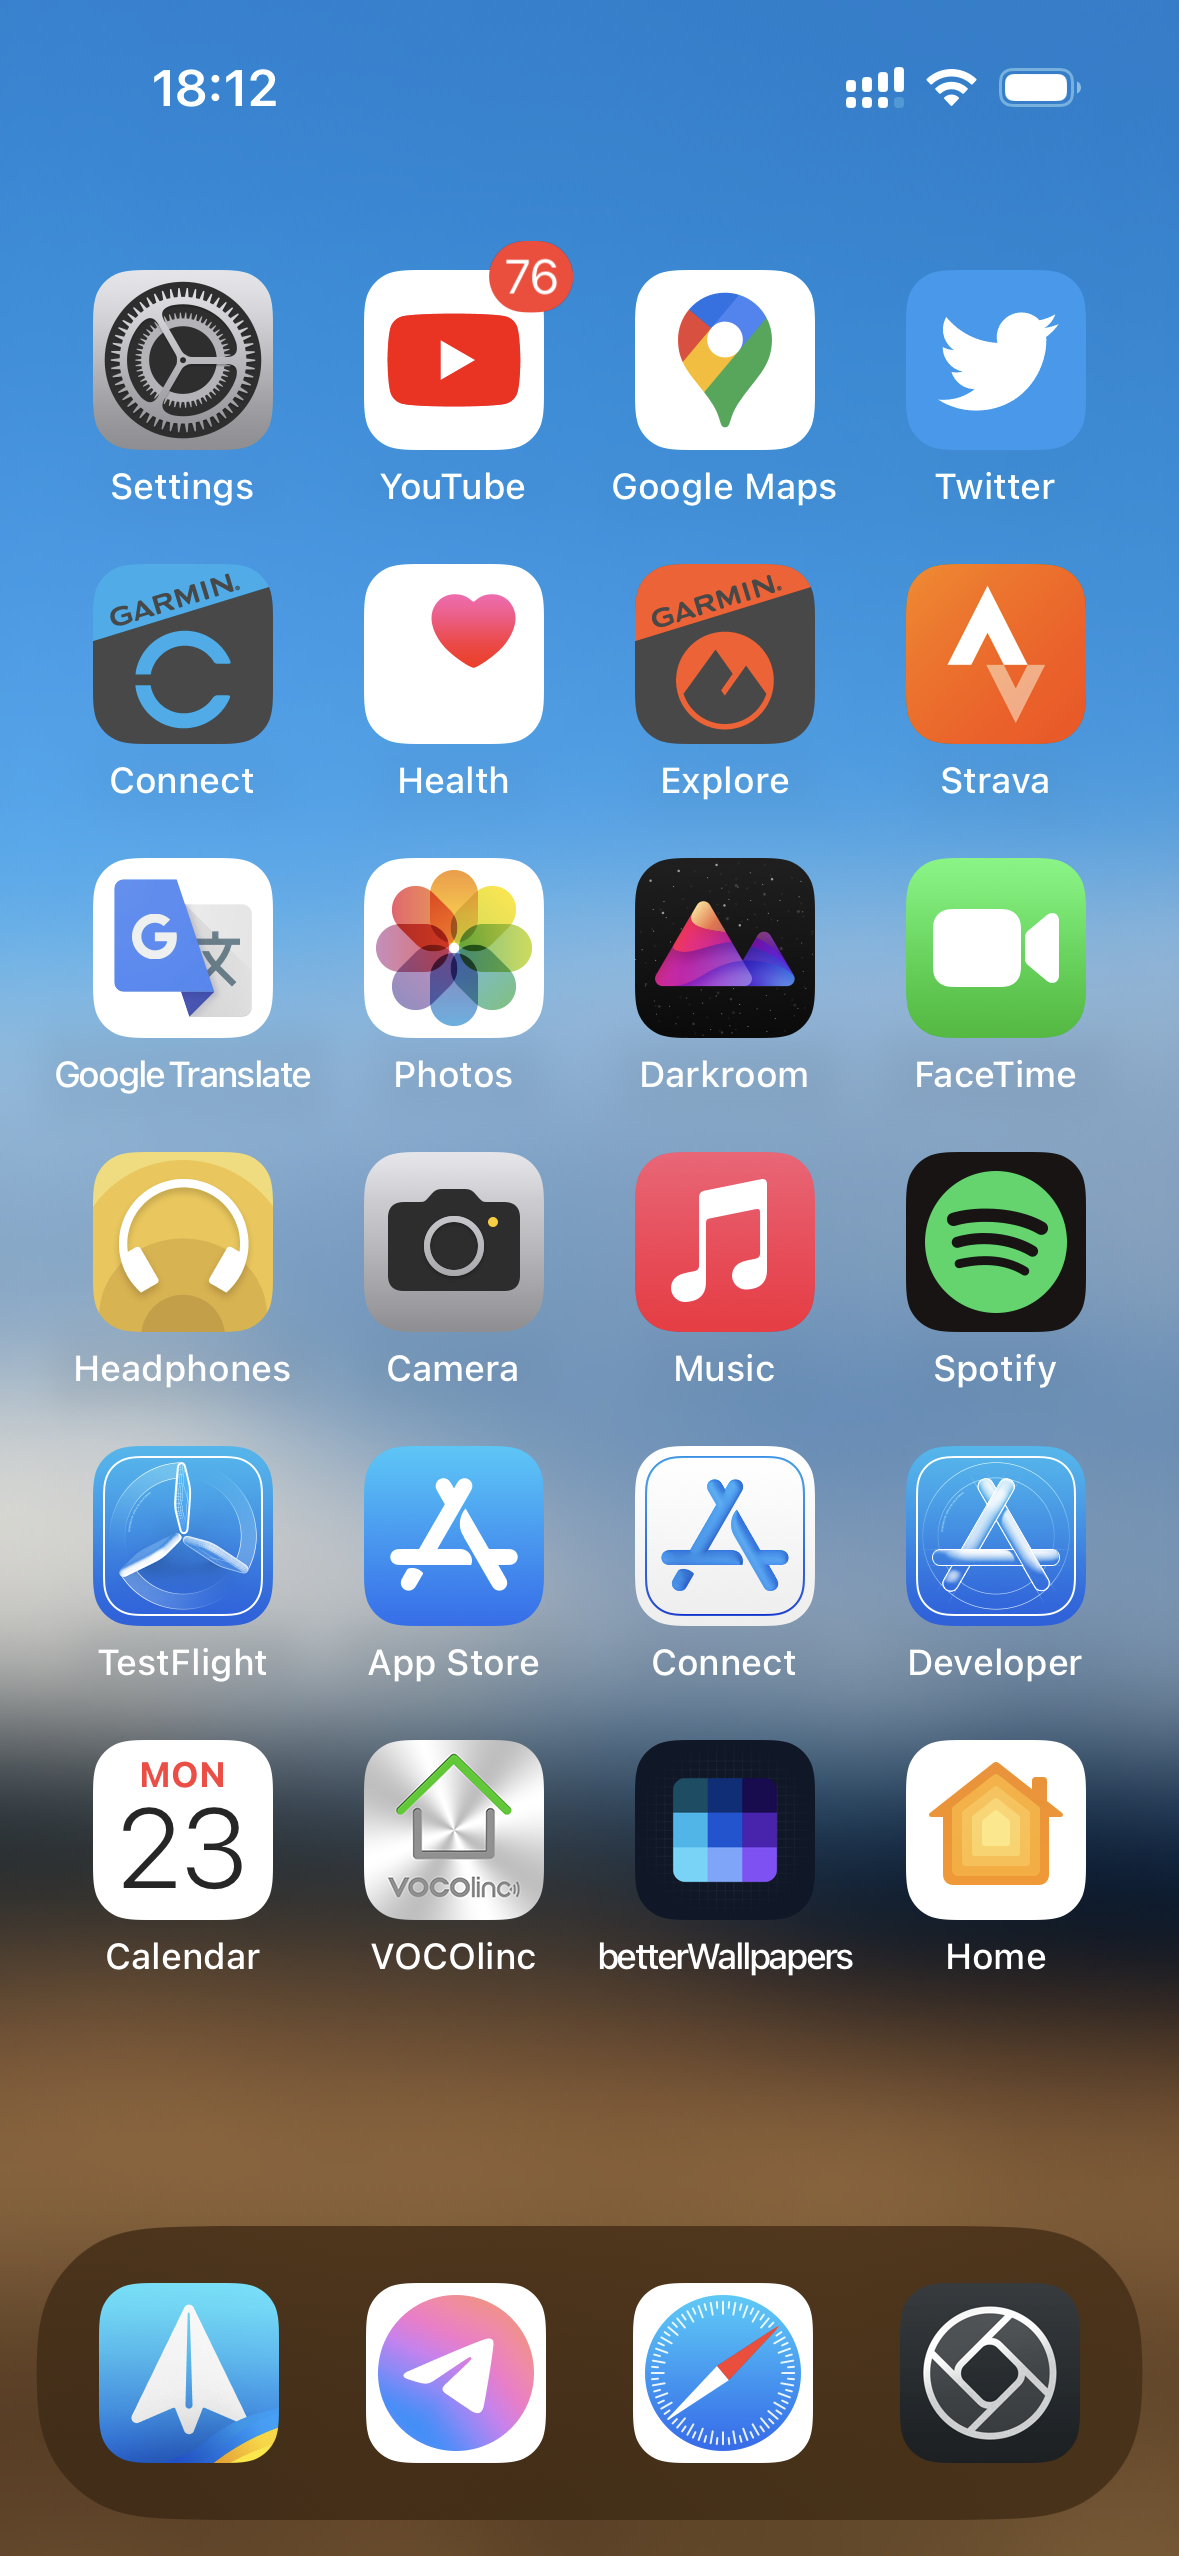 18:12
76
Settings
YouTube
Google Maps
Twitter
GARMIN.
GARMIN.
Connect
Health
Explore
Strava
G
文
Google Translate
Photos
Darkroom
FaceTime
Headphones
Camera
Music
Spotify
TestFlight
App Store
Connect
Developer
MON
23
VOCOlinc
Calendar
VOCOlinc
betterWallpapers
Home